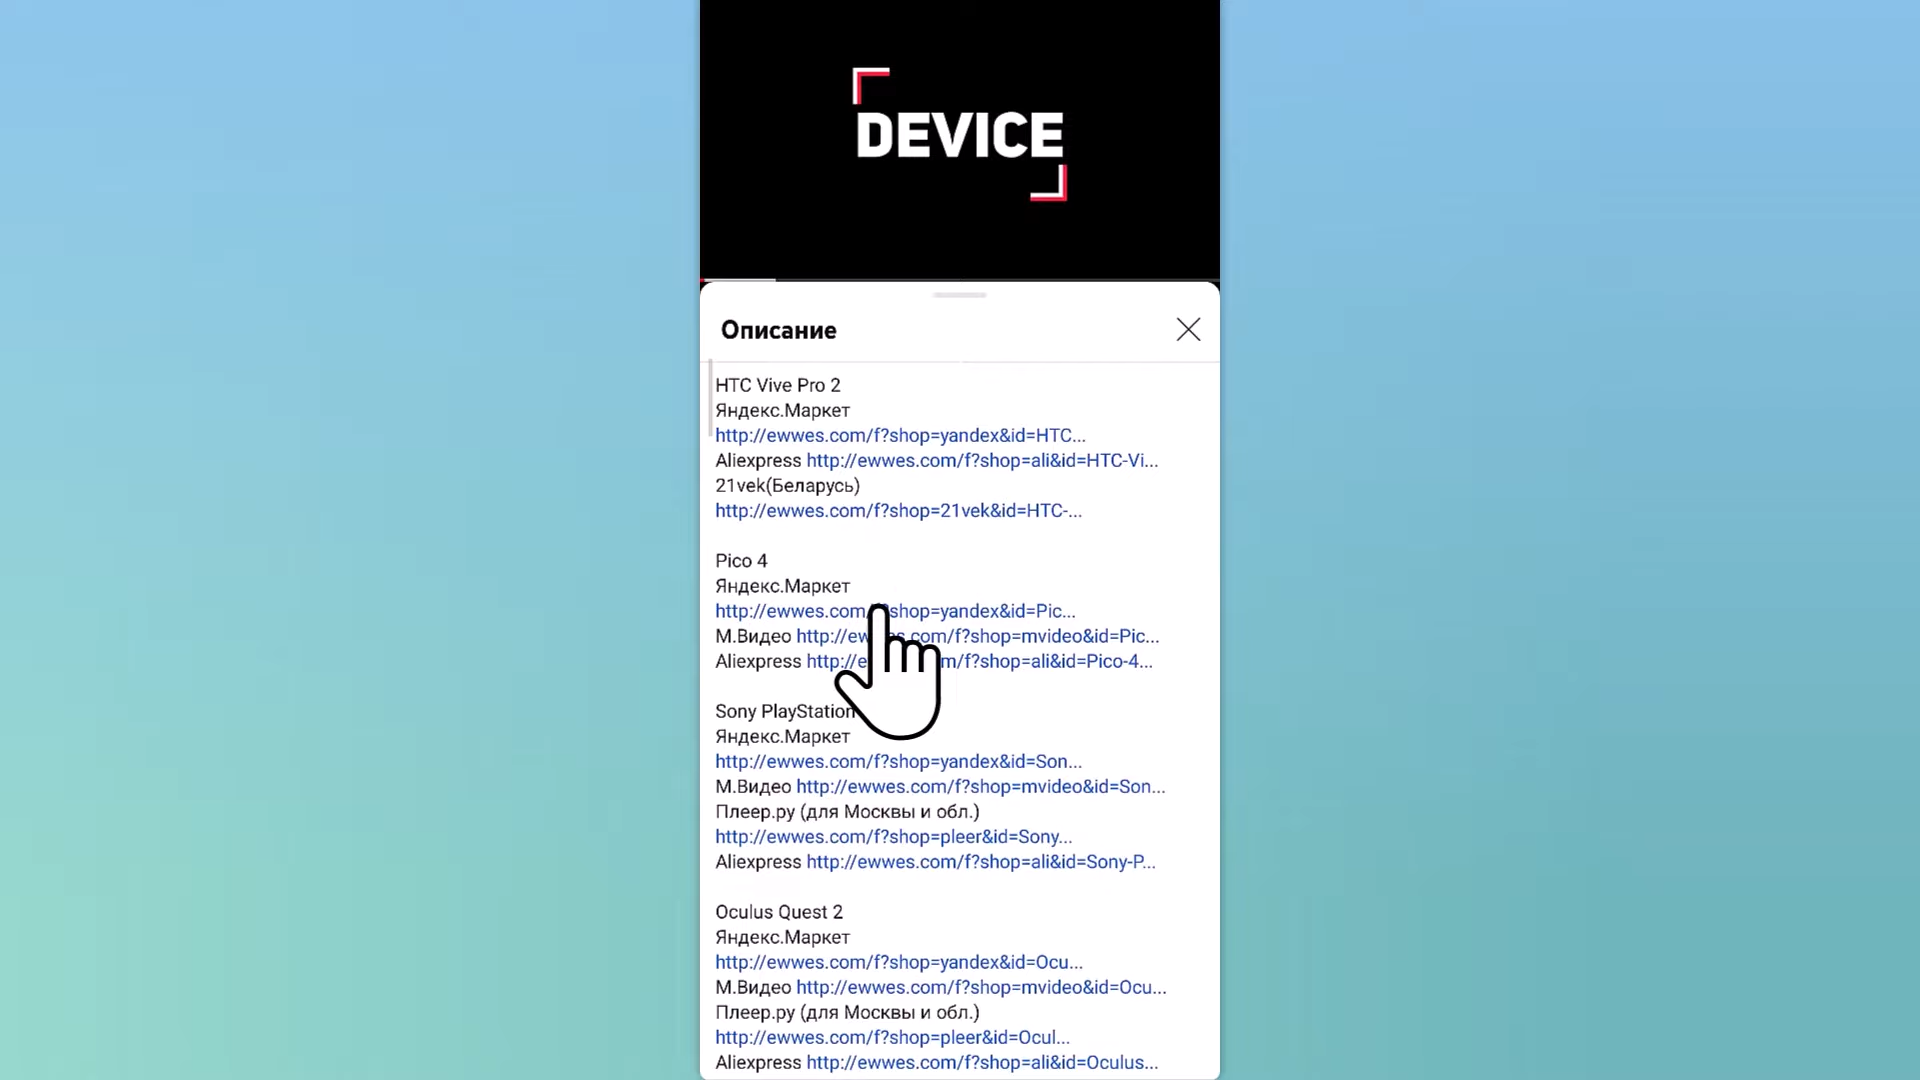 DEVICE
Описание
HTC Vive Pro 2
Яндекс.Маркет
http://ewwes.com/f?shop=yandex&id=HTC...
Aliexpress http://ewwes.com/f?shop=ali&id=HTC-Vi...
21vek(Беларусь)
http://ewwes.com/f?shop=21vek&id=HTC-...
Pico 4
Яндекс.Маркет
http://ewwes.com/f?shop=yandex&id=Pic...
М.Видео http://ewwes.com/f?shop=mvideo&id=Pic...
Aliexpress http://ewwes.com/f?shop=ali&id=Pico-4...
Sony PlayStation
Яндекс.Маркет
http://ewwes.com/f?shop=yandex&id=Son...
М.Видео http://ewwes.com/f?shop=mvideo&id=Son...
Плеер.ру (для Москвы и обл.)
http://ewwes.com/f?shop=pleer&id=Sony...
Aliexpress http://ewwes.com/f?shop=ali&id=Sony-P...
Oculus Quest 2
Яндекс.Маркет
http://ewwes.com/f?shop=yandex&id=Ocu...
М.Видео http://ewwes.com/f?shop=mvideo&id=Ocu...
Плеер.ру (для Москвы и обл.)
http://ewwes.com/f?shop=pleer&id=Ocul...
Aliexpress http://ewwes.com/f?shop=ali&id=Oculus...